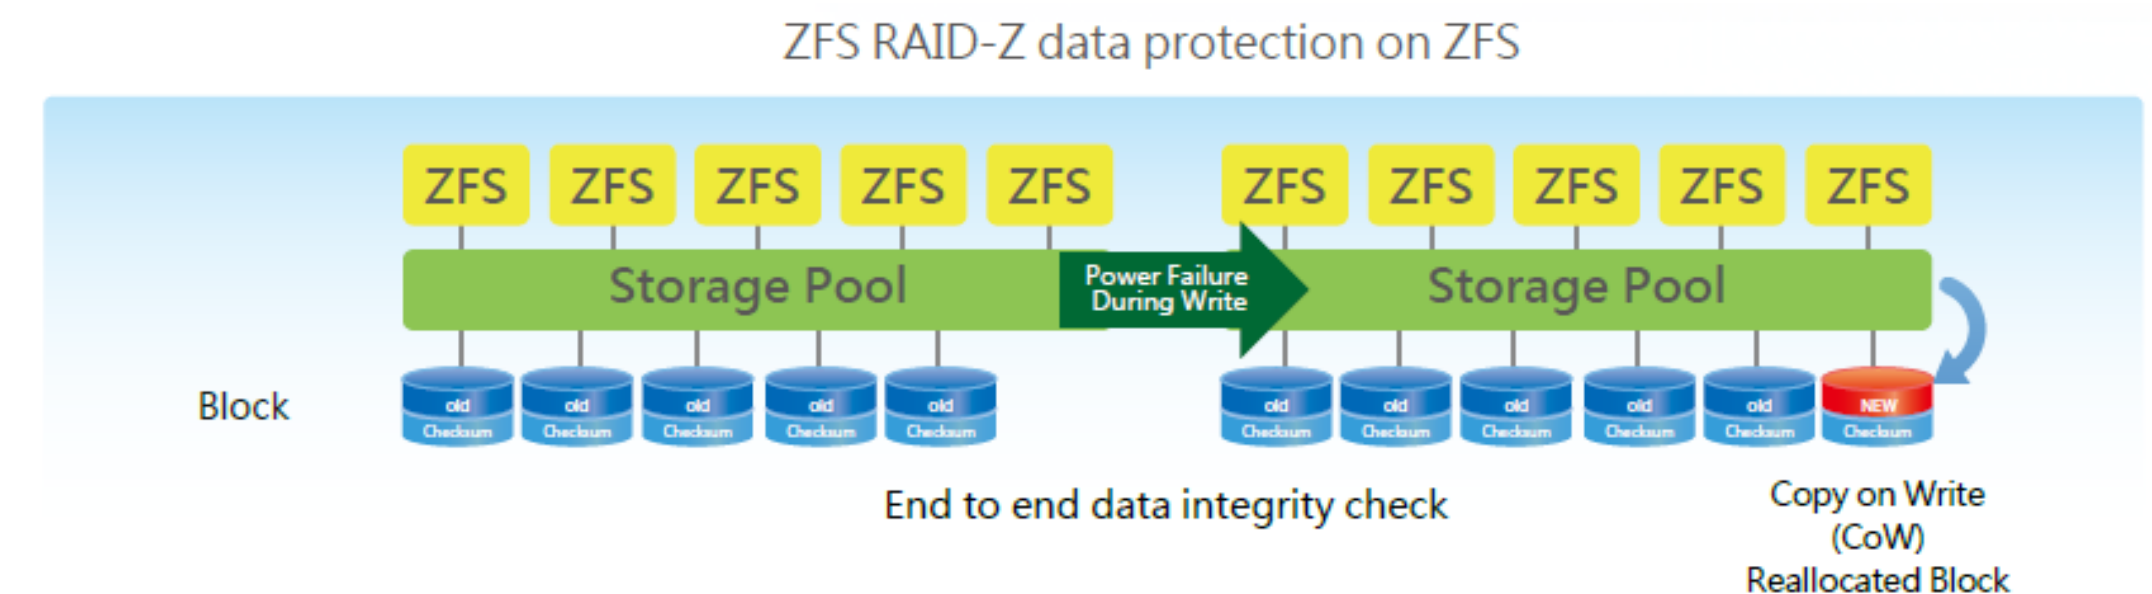 ZFS RAID-Z data protection on ZFS
ZFS ZFS ZFS ZFS ZFS ZFS ZFS ZFS ZFS ZFS
Storage Pool
Power Failure
During Write
Storage Pool
Block
old old old old old old old old old old NEW
Checksum Checksum Checksum Checksum Checksum Checksum Checksum Checksum Checksum Checksum Checksum
End to end data integrity check
Copy on Write
(CoW)
Reallocated Block